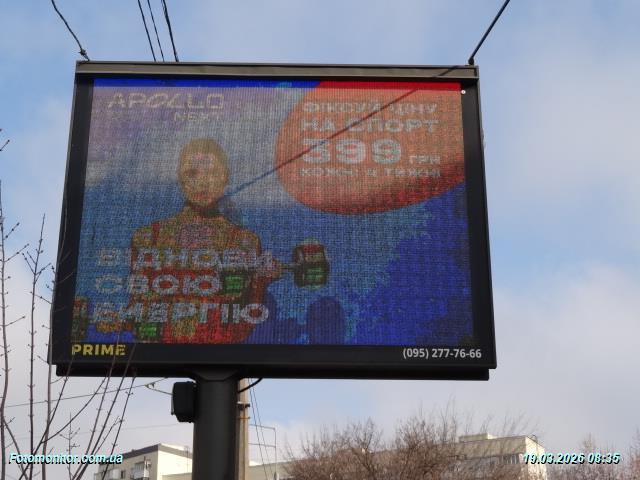 APOLLO
NEXT
ФІКСУЙ ЦІНУ
НА СПОРТ
399 ГРН
КОЖНІ 4 ТИЖНІ
ВІДНОВИ
СВОЮ
ЕНЕРГІЮ
PRIME
(095) 277-76-66
Fotomonitor.com.ua
19.03.2026 08:35